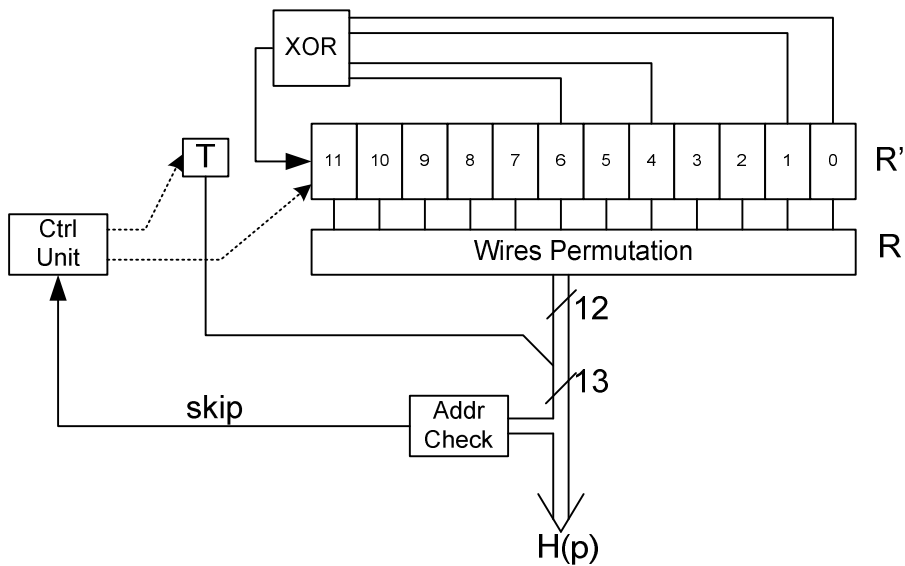 XOR
T
11 10 9 8 7 6 5 4 3 2 1 0
R'
Ctrl
Unit
Wires Permutation
R
12
13
skip
Addr
Check
H(p)